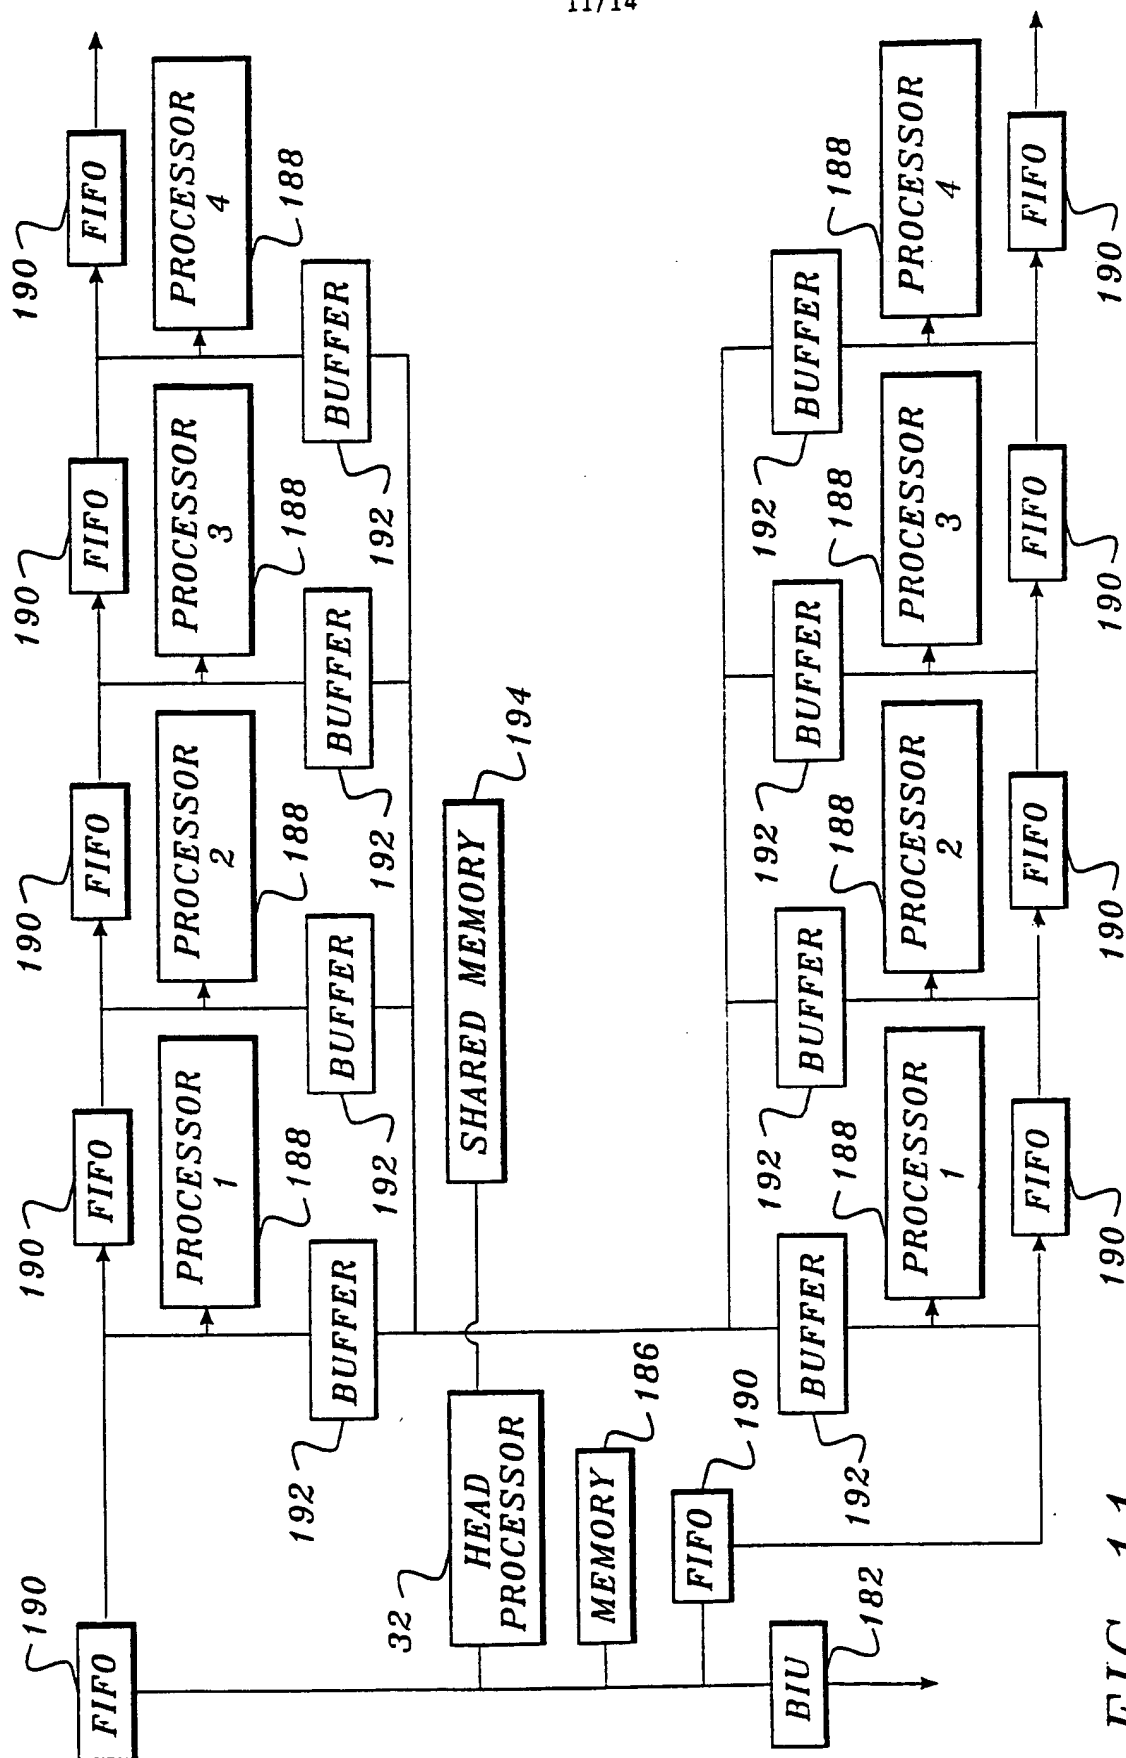 11/14
190
FIFO
190
FIFO
190
FIFO
190
FIFO
190
FIFO
PROCESSOR
1
188
PROCESSOR
2
188
PROCESSOR
3
188
PROCESSOR
4
188
BUFFER
192
BUFFER
192
BUFFER
192
BUFFER
192
HEAD
PROCESSOR
32
SHARED MEMORY
194
MEMORY
186
FIFO
190
BIU
182
BUFFER
192
BUFFER
192
BUFFER
192
BUFFER
192
188
PROCESSOR
1
188
PROCESSOR
2
188
PROCESSOR
3
188
PROCESSOR
4
FIFO
190
FIFO
190
FIFO
190
FIFO
190
FIG. 11